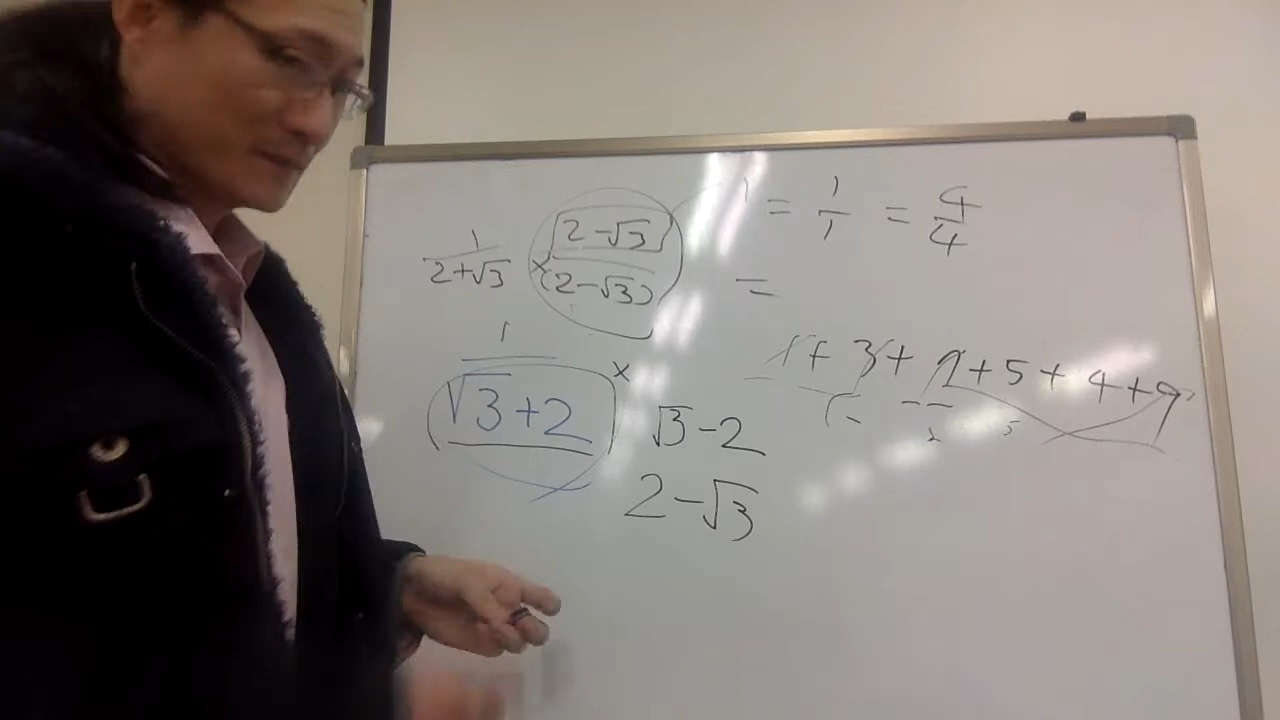 1/(2+√3) × (2-√3)/(2-√3) 1 = 1/1 = 4/4
=
1 + 3 + 2 + 5 + 4 + 9
1/(√3+2) ×
√3-2
2-√3